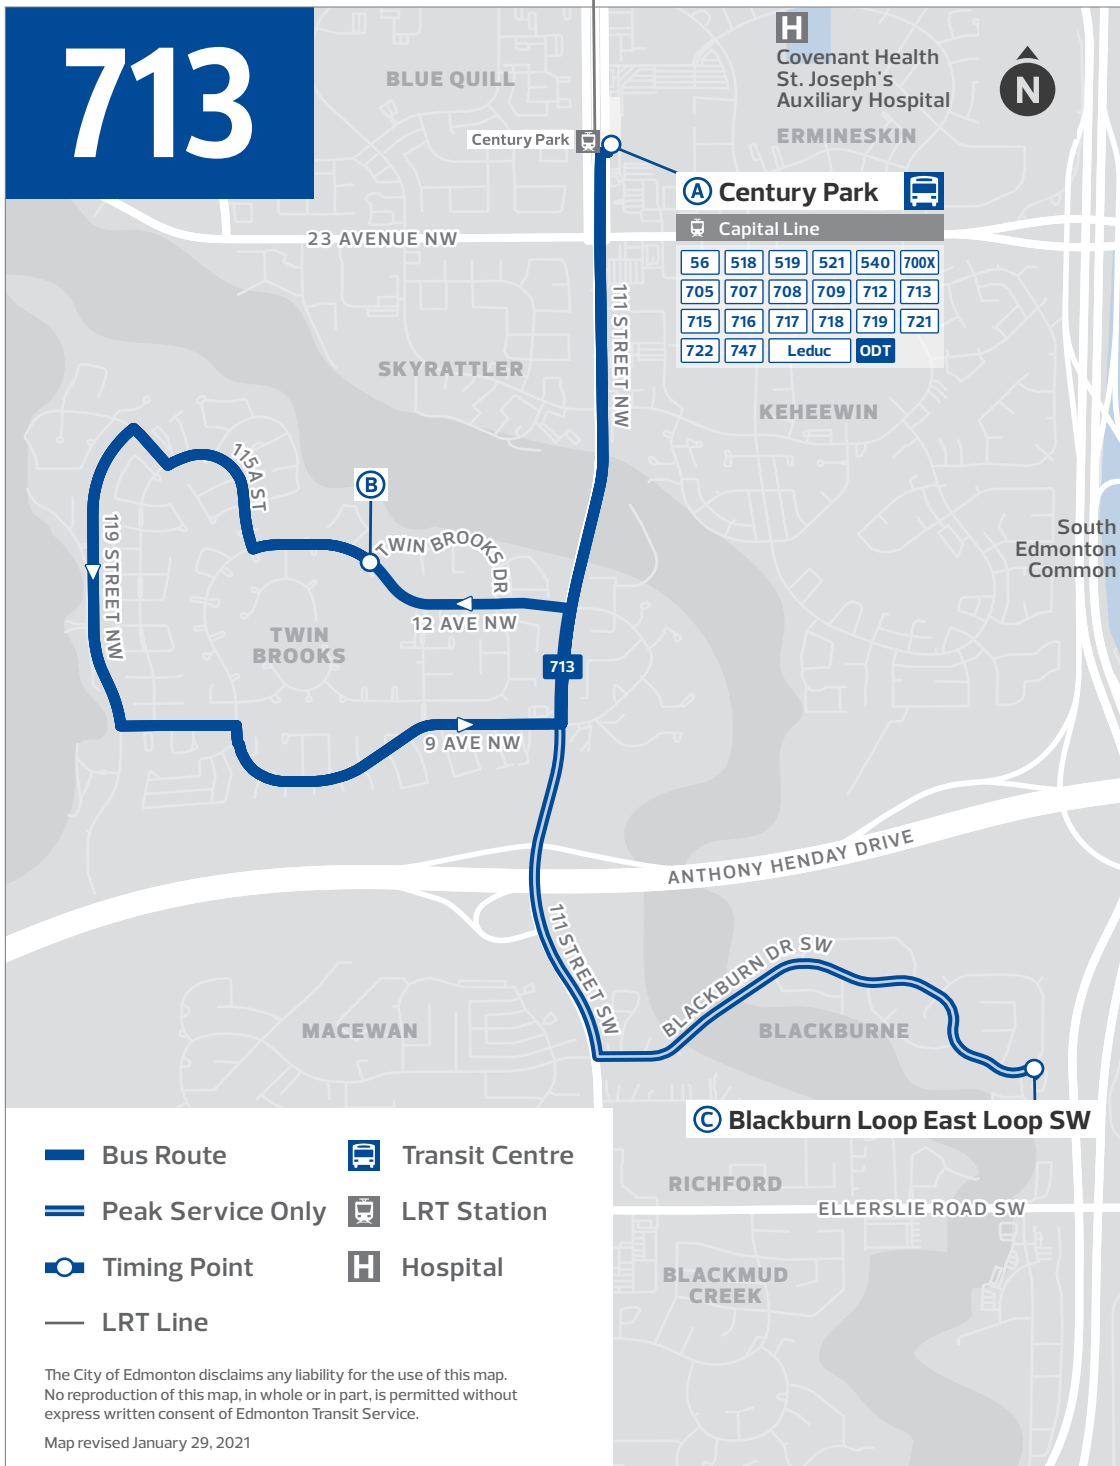 713
BLUE QUILL
H
Covenant Health
St. Joseph's
Auxiliary Hospital
N
ERMINESKIN
Century Park
A Century Park
Capital Line
23 AVENUE NW
56 518 519 521 540 700X
705 707 708 709 712 713
715 716 717 718 719 721
722 747 Leduc ODT
111 STREET NW
SKYRATTLER
KEHEEWIN
115A ST
B
TWIN BROOKS DR
119 STREET NW
South
Edmonton
Common
12 AVE NW
TWIN
BROOKS
713
9 AVE NW
ANTHONY HENDAY DRIVE
111 STREET SW
BLACKBURN DR SW
MACEWAN
BLACKBURNE
C Blackburn Loop East Loop SW
RICHFORD
ELLERSLIE ROAD SW
BLACKMUD
CREEK
Bus Route
Transit Centre
Peak Service Only
LRT Station
Timing Point
H Hospital
LRT Line
The City of Edmonton disclaims any liability for the use of this map.
No reproduction of this map, in whole or in part, is permitted without
express written consent of Edmonton Transit Service.
Map revised January 29, 2021